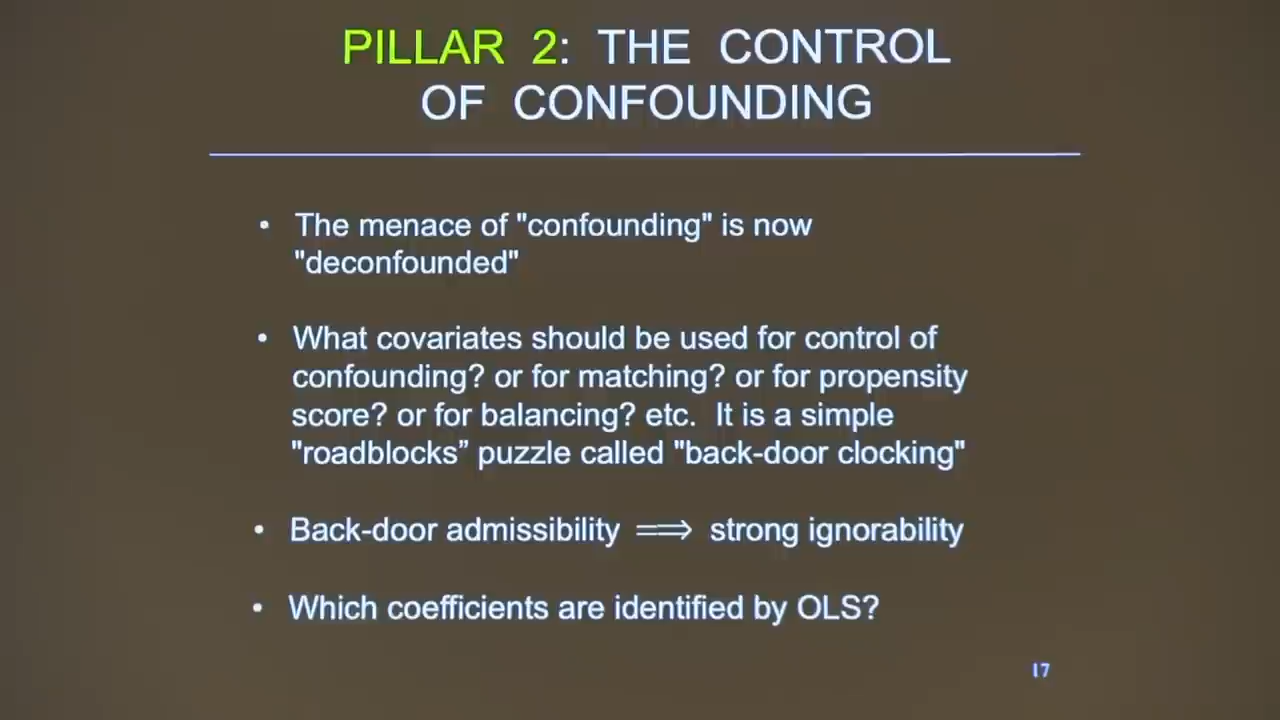 PILLAR 2: THE CONTROL
OF CONFOUNDING
• The menace of "confounding" is now
"deconfounded"
• What covariates should be used for control of
confounding? or for matching? or for propensity
score? or for balancing? etc. It is a simple
"roadblocks” puzzle called "back-door clocking"
• Back-door admissibility ⟹ strong ignorability
• Which coefficients are identified by OLS?
17